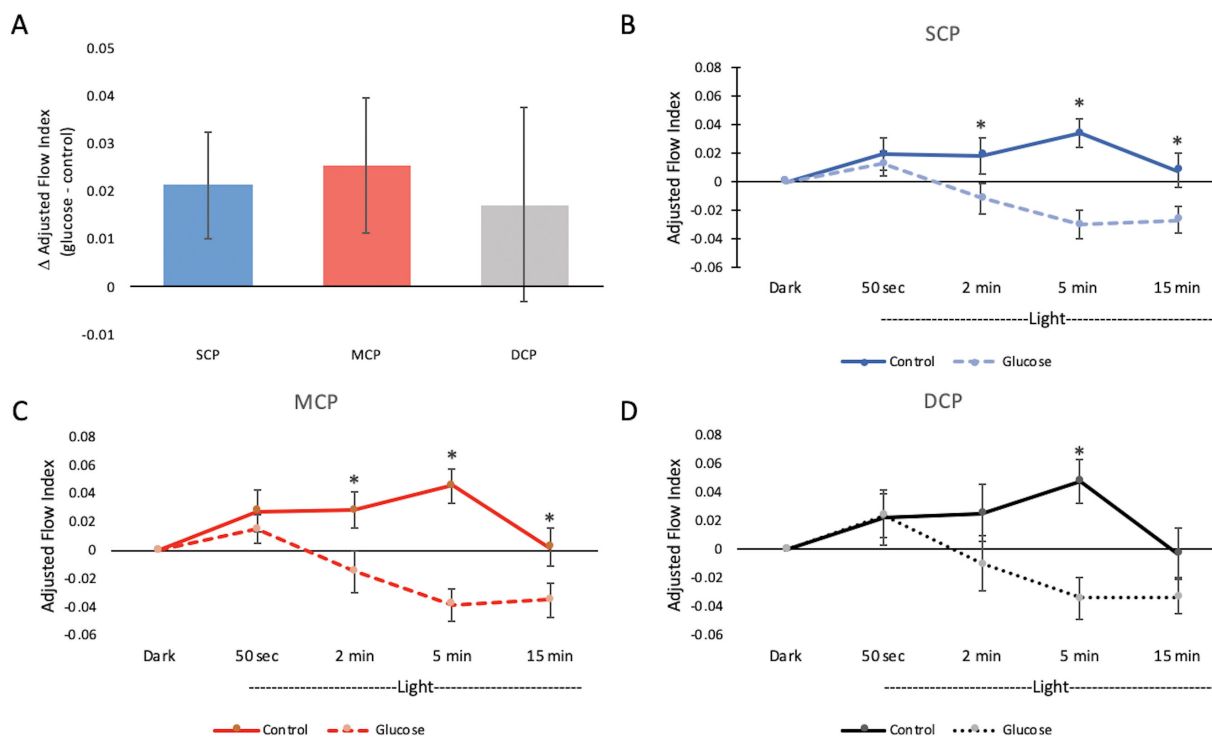 A
Δ Adjusted Flow Index
(glucose - control)
0.05
0.04
0.03
0.02
0.01
0
-0.01
SCP MCP DCP
B
SCP
Adjusted Flow Index
0.08
0.06
0.04
0.02
0
-0.02
-0.04
-0.06
* * *
Dark 50 sec 2 min 5 min 15 min
------------------------Light------------------------
Control Glucose
C
MCP
Adjusted Flow Index
0.08
0.06
0.04
0.02
0
-0.02
-0.04
-0.06
* * *
Dark 50 sec 2 min 5 min 15 min
------------------------Light------------------------
Control Glucose
D
DCP
Adjusted Flow Index
0.08
0.06
0.04
0.02
0
-0.02
-0.04
-0.06
*
Dark 50 sec 2 min 5 min 15 min
------------------------Light------------------------
Control Glucose